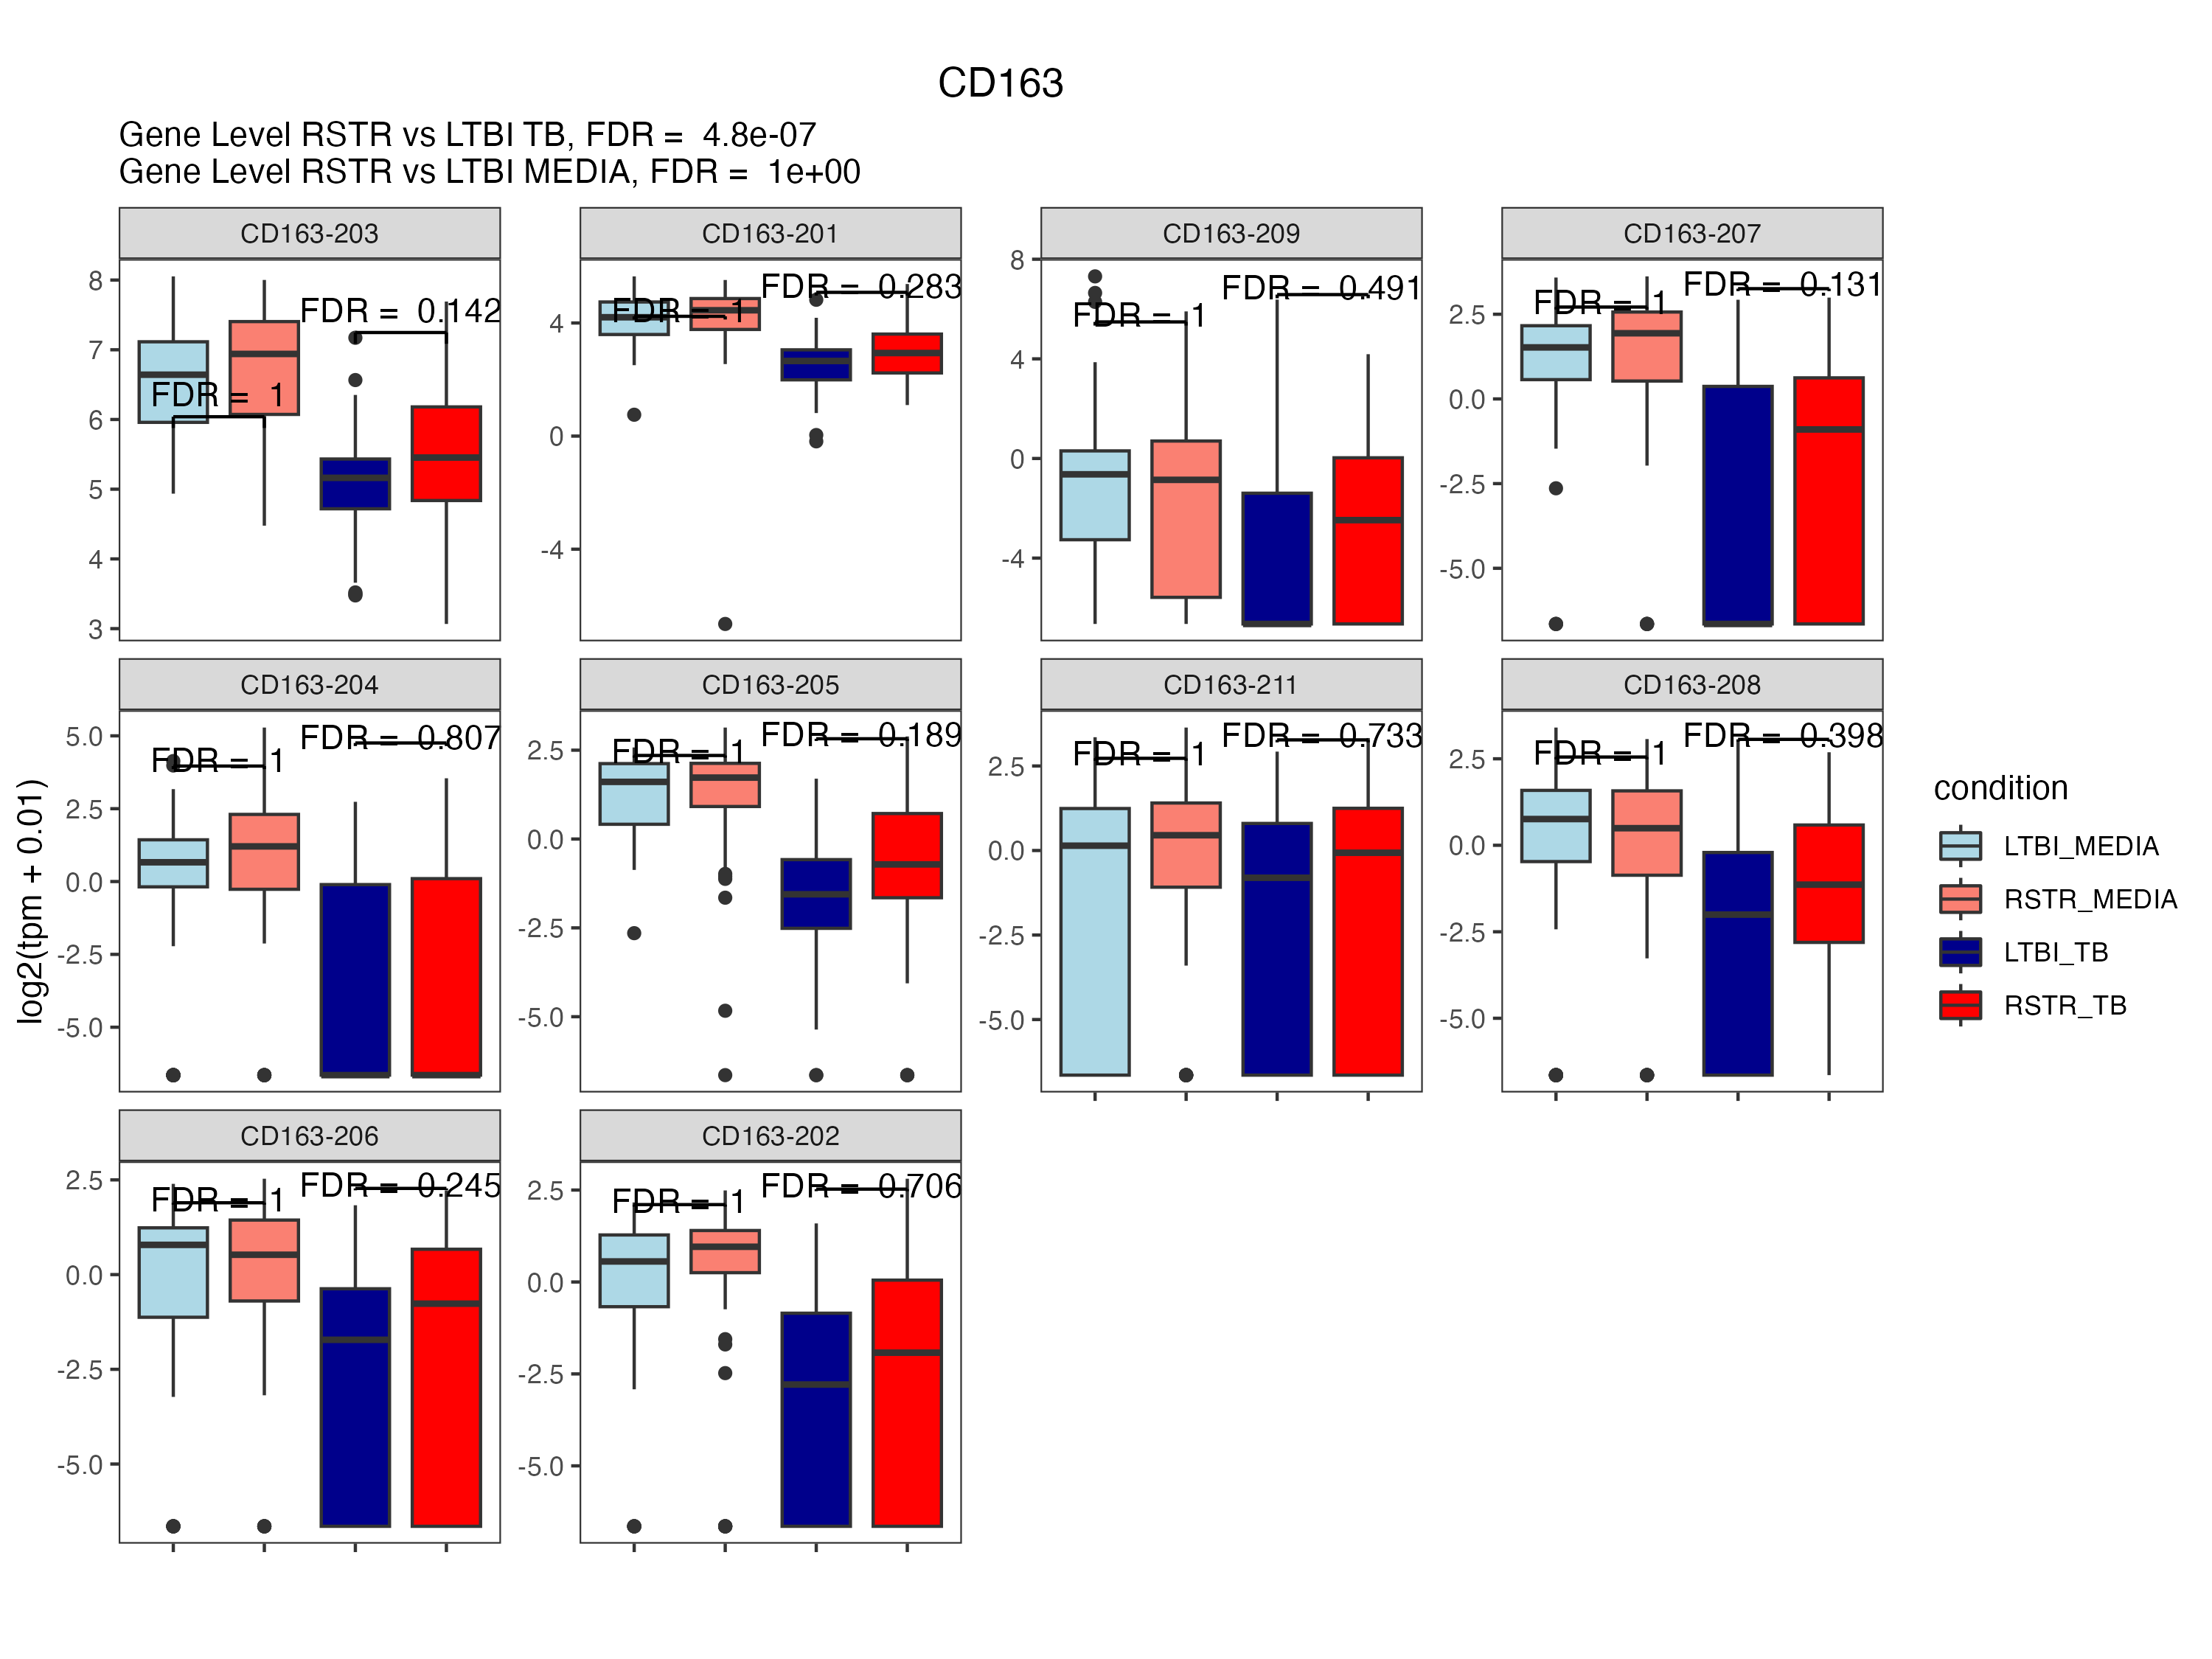 CD163
Gene Level RSTR vs LTBI TB, FDR =  4.8e-07
Gene Level RSTR vs LTBI MEDIA, FDR =  1e+00
CD163-203
CD163-201
CD163-209
CD163-207
8
7
6
5
4
3
FDR =  1
FDR =  0.142
4
0
-4
FDR =  1
FDR =  0.283
8
4
0
-4
FDR =  1
FDR =  0.491
2.5
0.0
-2.5
-5.0
FDR =  1
FDR =  0.131
CD163-204
CD163-205
CD163-211
CD163-208
5.0
2.5
0.0
-2.5
-5.0
FDR =  1
FDR =  0.807
2.5
0.0
-2.5
-5.0
FDR =  1
FDR =  0.189
2.5
0.0
-2.5
-5.0
FDR =  1
FDR =  0.733
2.5
0.0
-2.5
-5.0
FDR =  1
FDR =  0.398
CD163-206
CD163-202
2.5
0.0
-2.5
-5.0
FDR =  1
FDR =  0.245
2.5
0.0
-2.5
-5.0
FDR =  1
FDR =  0.706
log2(tpm + 0.01)
condition
LTBI_MEDIA
RSTR_MEDIA
LTBI_TB
RSTR_TB